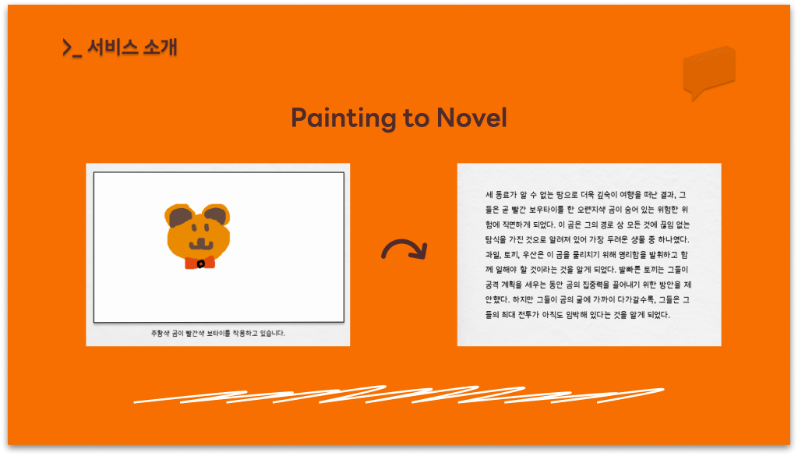 >_ 서비스 소개
Painting to Novel
주황색 곰이 빨간색 보타이를 착용하고 있습니다.
세 동료가 알 수 없는 땅으로 더욱 깊숙이 여행을 떠난 결과, 그
들은 곧 빨간 보우타이를 한 오렌지색 곰이 숨어 있는 위험한 위
험에 직면하게 되었다. 이 곰은 그의 경로 상 모든 것에 끊임 없는
탐식을 가진 것으로 알려져 있어 가장 두려운 생물 중 하나였다.
과일, 토끼, 우산은 이 곰을 물리치기 위해 영리함을 발휘하고 함
께 일해야 할 것이라는 것을 알게 되었다. 발빠른 토끼는 그들이
공격 계획을 세우는 동안 곰의 집중력을 끌어내기 위한 방안을 제
안했다. 하지만 그들이 곰의 굴에 가까이 다가갈수록, 그들은 그
들의 최대 전투가 아직도 임박해 있다는 것을 알게 되었다.